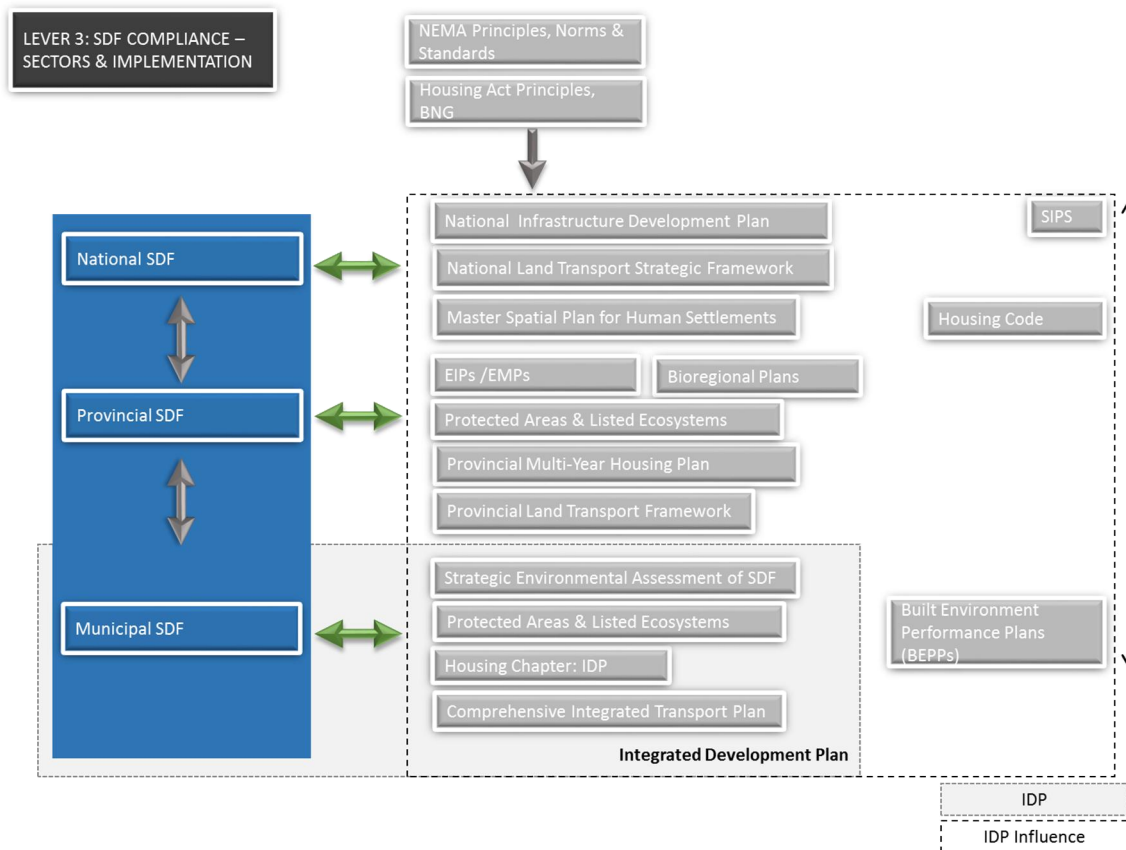 LEVER 3: SDF COMPLIANCE –
SECTORS & IMPLEMENTATION
NEMA Principles, Norms &
Standards
Housing Act Principles,
BNG
National Infrastructure Development Plan
SIPS
National SDF
National Land Transport Strategic Framework
Master Spatial Plan for Human Settlements
Housing Code
EIPs /EMPs
Bioregional Plans
Provincial SDF
Protected Areas & Listed Ecosystems
Provincial Multi-Year Housing Plan
Provincial Land Transport Framework
Strategic Environmental Assessment of SDF
Municipal SDF
Protected Areas & Listed Ecosystems
Built Environment
Performance Plans
(BEPPs)
Housing Chapter: IDP
Comprehensive Integrated Transport Plan
Integrated Development Plan
IDP
IDP Influence